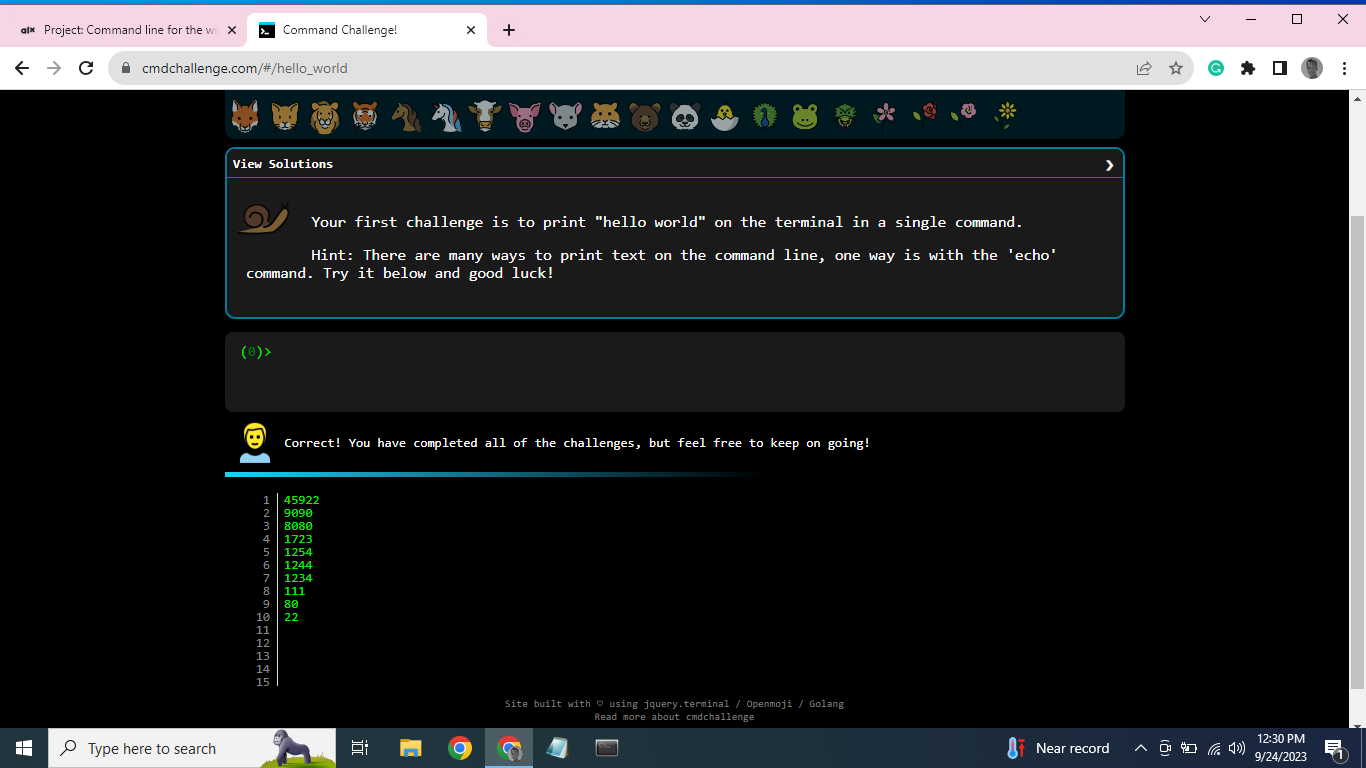 Project: Command line for the wi
Command Challenge!
cmdchallenge.com/#/hello_world
View Solutions
Your first challenge is to print "hello world" on the terminal in a single command.
Hint: There are many ways to print text on the command line, one way is with the 'echo'
command. Try it below and good luck!
(0)>
Correct! You have completed all of the challenges, but feel free to keep on going!
1 45922
2 9090
3 8080
4 1723
5 1254
6 1244
7 1234
8 111
9 80
10 22
11
12
13
14
15
Site built with ♡ using jquery.terminal / Openmoji / Golang
Read more about cmdchallenge
Type here to search
Near record
12:30 PM
9/24/2023
1